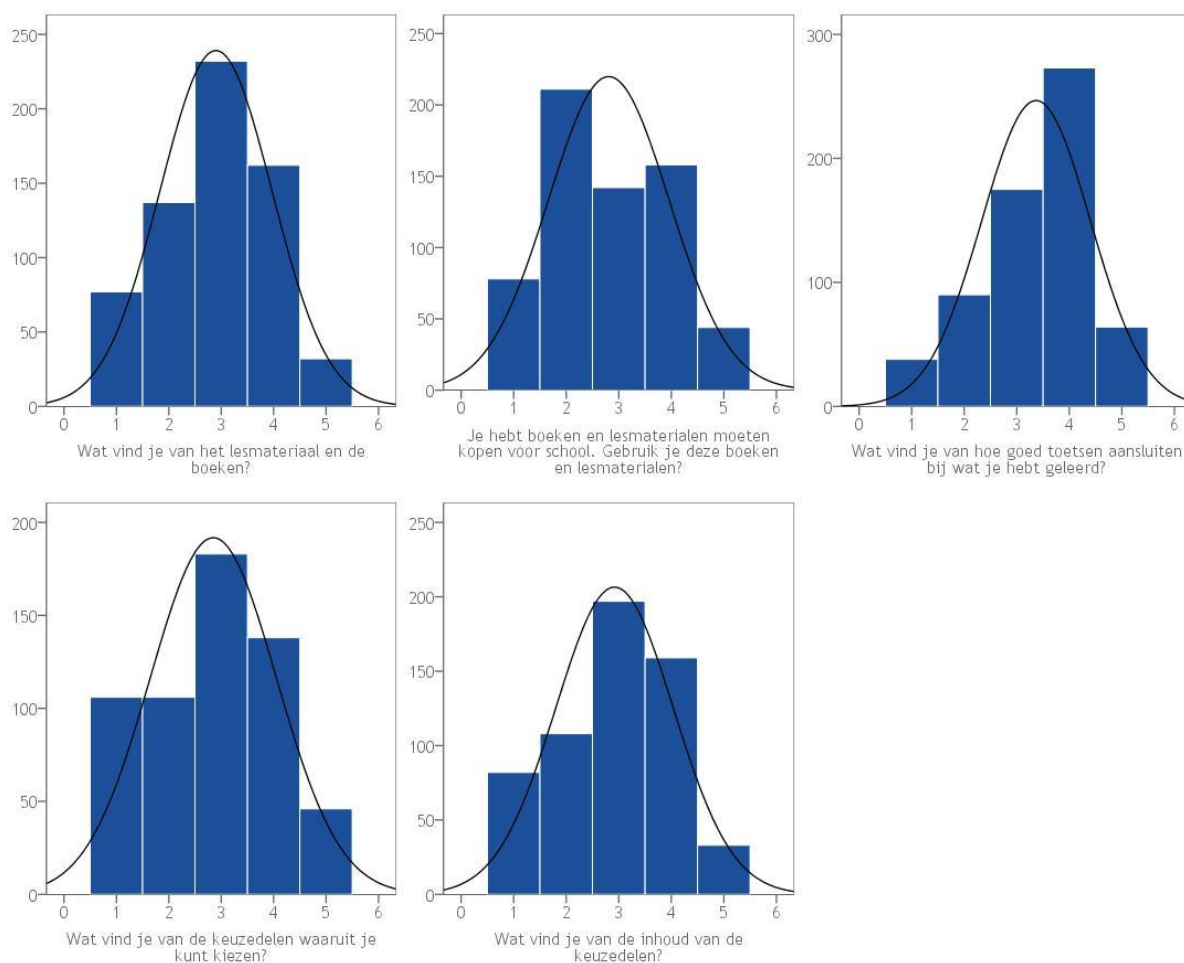 250
200
150
100
50
0
0 1 2 3 4 5 6
Wat vind je van het lesmateriaal en de
boeken?
250
200
150
100
50
0
0 1 2 3 4 5 6
Je hebt boeken en lesmaterialen moeten
kopen voor school. Gebruik je deze boeken
en lesmaterialen?
300
200
100
0
0 1 2 3 4 5 6
Wat vind je van hoe goed toetsen aansluiten
bij wat je hebt geleerd?
200
150
100
50
0
0 1 2 3 4 5 6
Wat vind je van de keuzedelen waaruit je
kunt kiezen?
250
200
150
100
50
0
0 1 2 3 4 5 6
Wat vind je van de inhoud van de
keuzedelen?